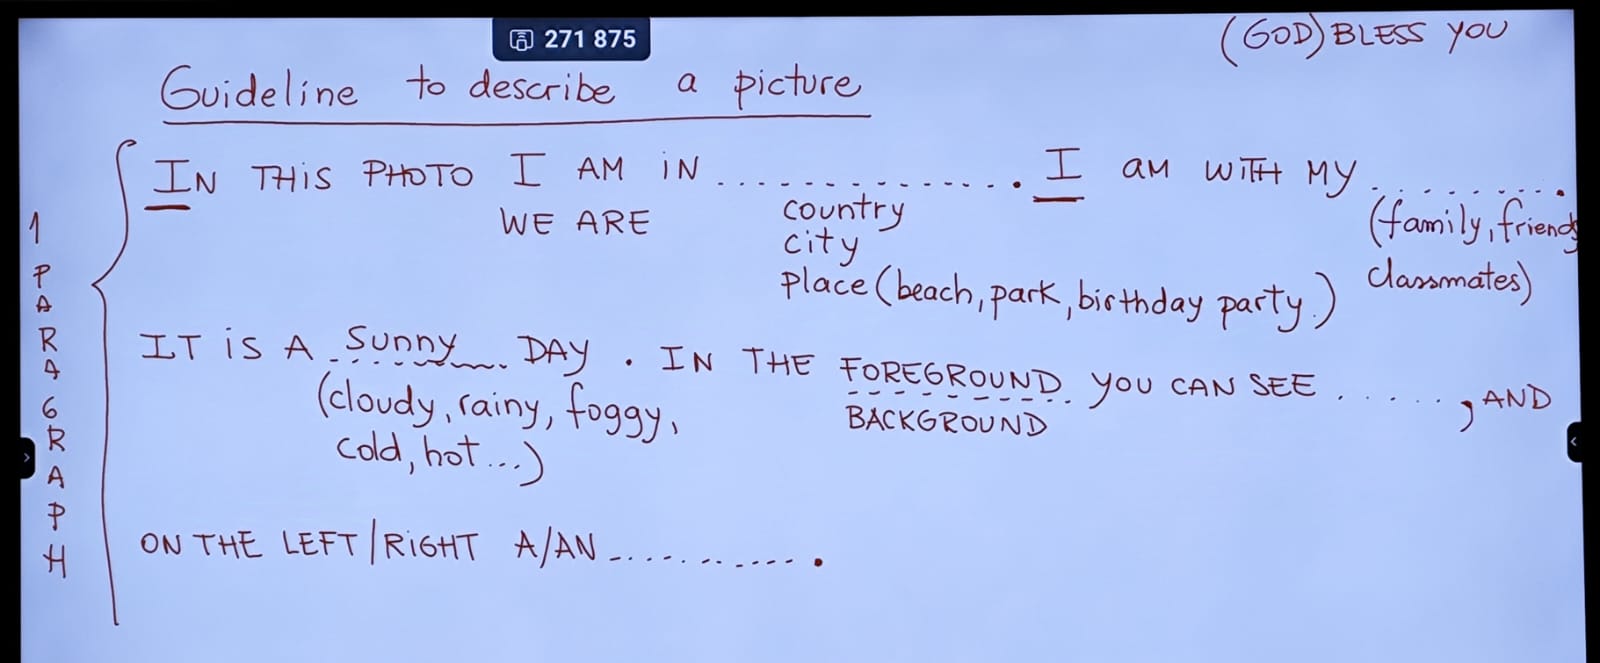 271 875
(GOD) BLESS YOU
Guideline to describe a picture
IN THIS PHOTO I AM IN ............... . I AM WITH MY ......... .
WE ARE
country
city
place (beach, park, birthday party.)
(family, friends
classmates)
IT IS A sunny DAY . IN THE FOREGROUND YOU CAN SEE ......, AND
(cloudy, rainy, foggy,
cold, hot ...)
BACKGROUND
ON THE LEFT/RIGHT A/AN ............ .
1 PARAGRAPH